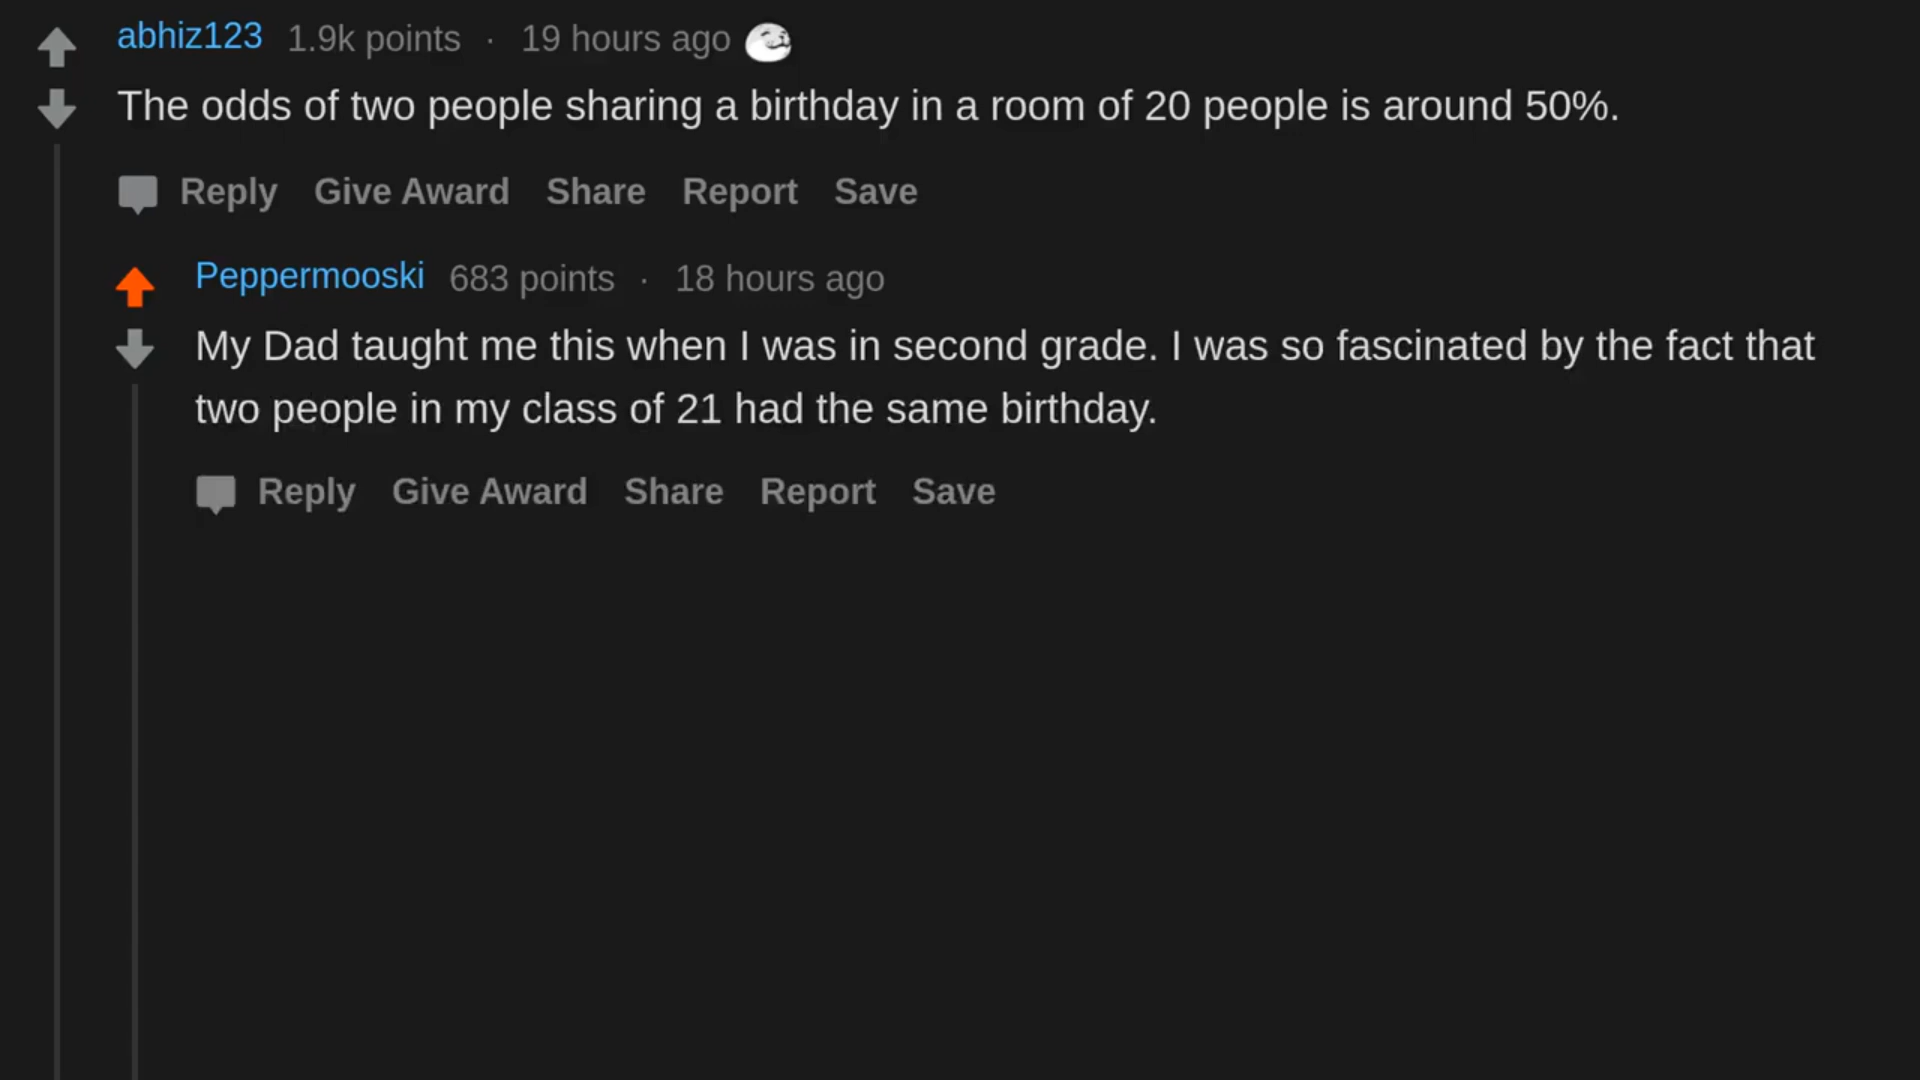 abhiz123 1.9k points · 19 hours ago
The odds of two people sharing a birthday in a room of 20 people is around 50%.
Reply Give Award Share Report Save
Peppermooski 683 points · 18 hours ago
My Dad taught me this when I was in second grade. I was so fascinated by the fact that
two people in my class of 21 had the same birthday.
Reply Give Award Share Report Save